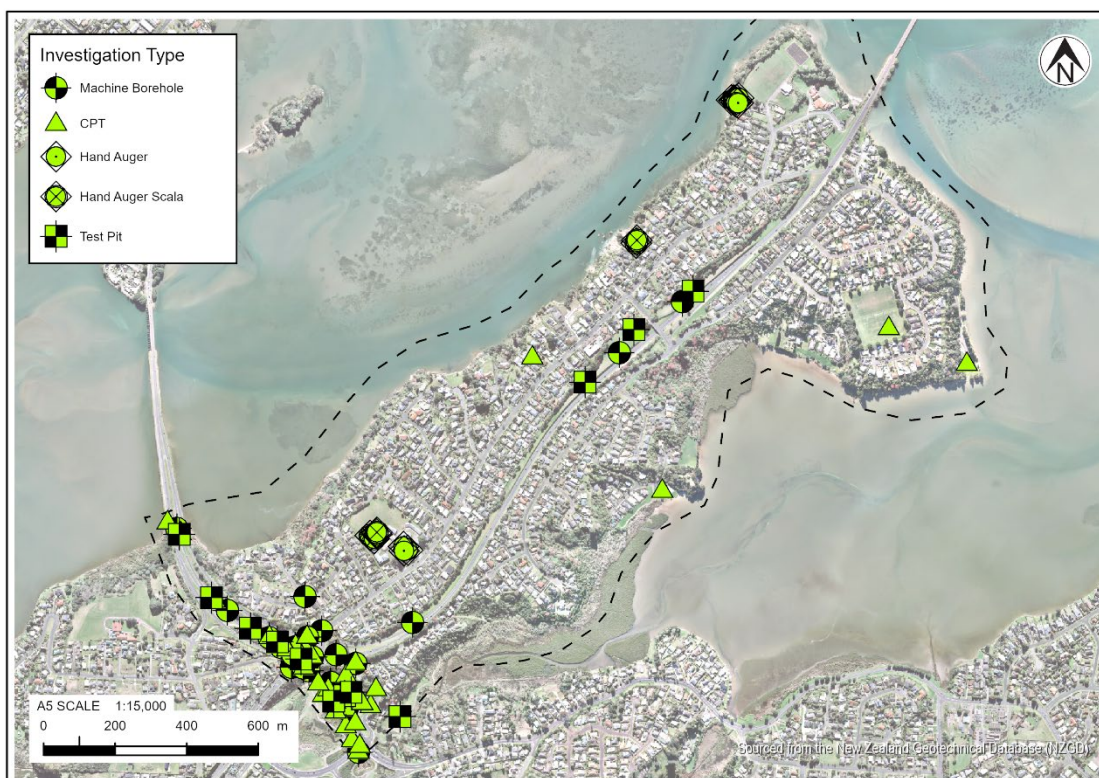 Investigation Type
Machine Borehole
CPT
Hand Auger
Hand Auger Scala
Test Pit
N
A5 SCALE 1:15,000
0 200 400 600 m
Sourced from the New Zealand Geotechnical Database (NZGD)